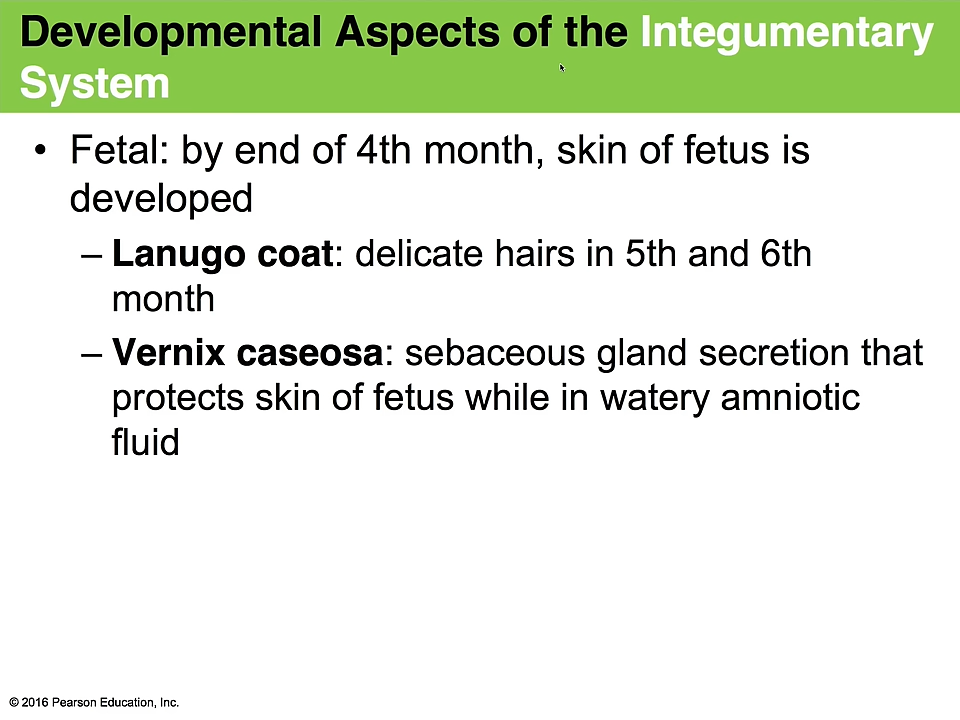 Developmental Aspects of the Integumentary
System
• Fetal: by end of 4th month, skin of fetus is
developed
– Lanugo coat: delicate hairs in 5th and 6th
month
– Vernix caseosa: sebaceous gland secretion that
protects skin of fetus while in watery amniotic
fluid
© 2016 Pearson Education, Inc.